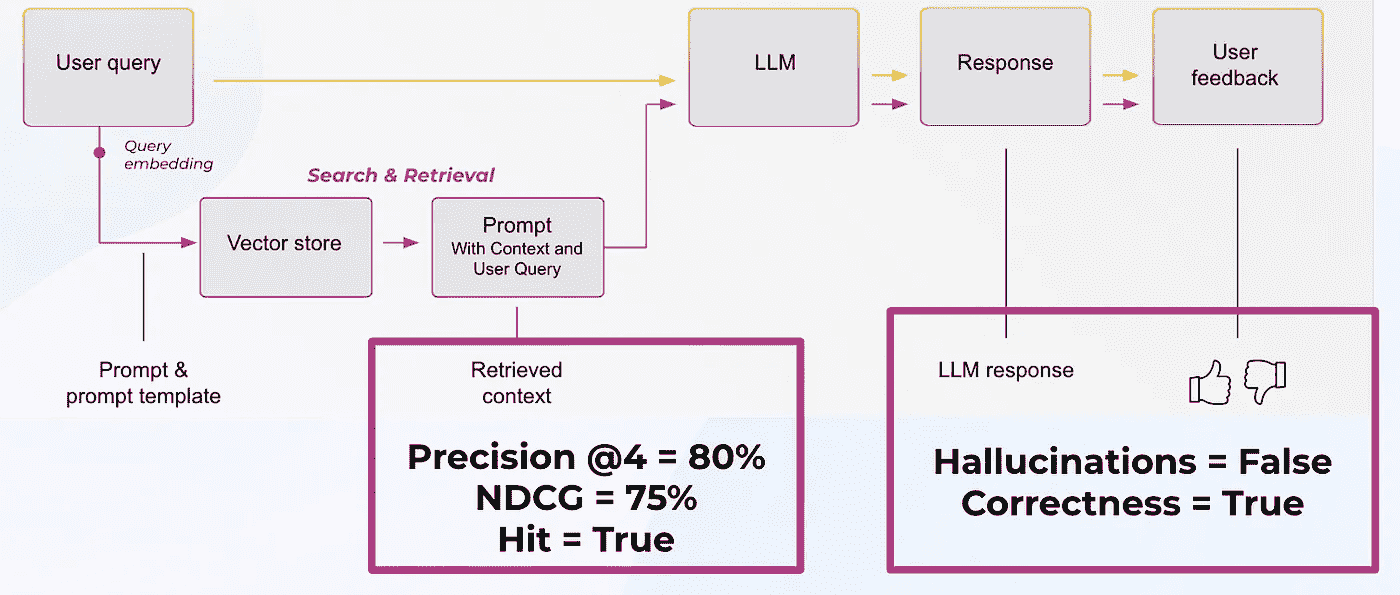 User query
LLM
Response
User
feedback
Query
embedding
Search & Retrieval
Vector store
Prompt
With Context and
User Query
Prompt &
prompt template
Retrieved
context
Precision @4 = 80%
NDCG = 75%
Hit = True
LLM response
Hallucinations = False
Correctness = True